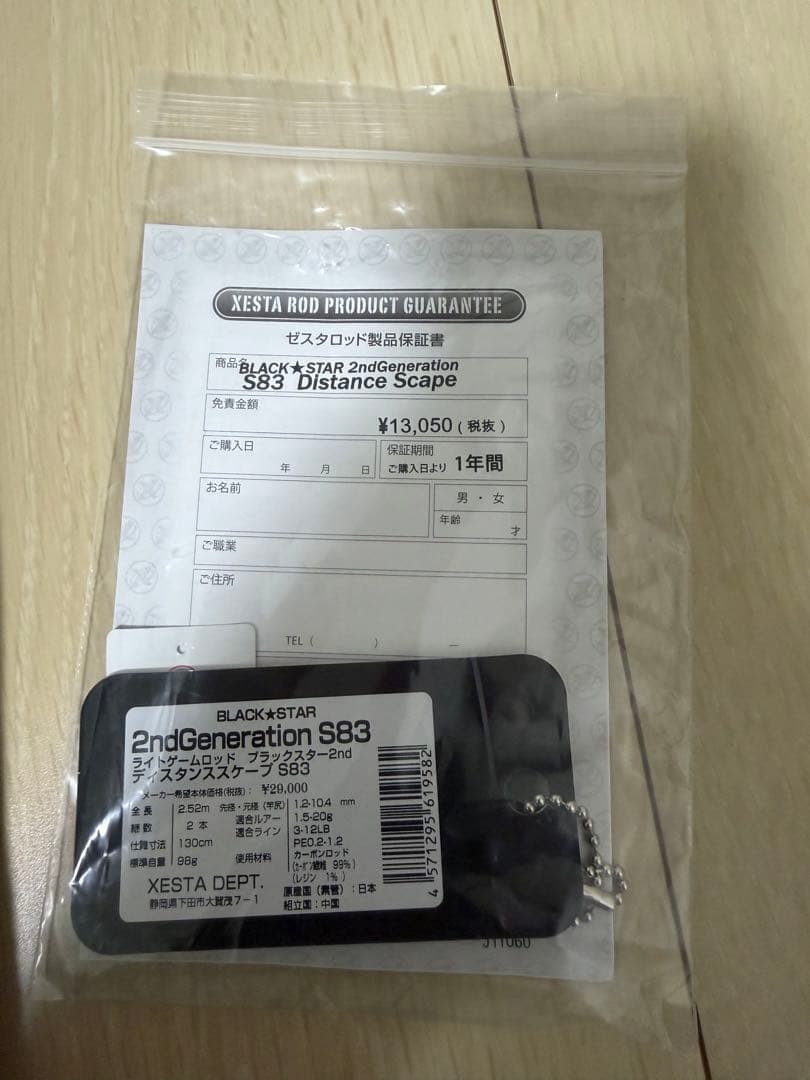 XESTA ROD PRODUCT GUARANTEE
ゼスタロッド製品保証書
商品名
BLACK★STAR 2ndGeneration
S83 Distance Scape
免責金額
¥13,050(税抜)
ご購入日
年 月 日
保証期間
ご購入日より 1年間
お名前
男・女
年齢
才
ご職業
ご住所
TEL( ) ―
BLACK★STAR
2ndGeneration S83
ライトゲームロッド ブラックスター2nd
ディスタンススケープ S83
メーカー希望本体価格(税抜): ¥29,000
全長 2.52m 先径・元径(竿尻) 1.2-10.4 mm
継数 2本 適合ルアー 1.5-20g
適合ライン 3-12LB
PE0.2-1.2
仕舞寸法 130cm
標準自重 98g 使用材料 カーボンロッド
(カーボン繊維 99%)
(レジン 1%)
XESTA DEPT.
静岡県下田市大賀茂7-1
原産国(素管):日本
組立国:中国
4 571295 619582
J11060